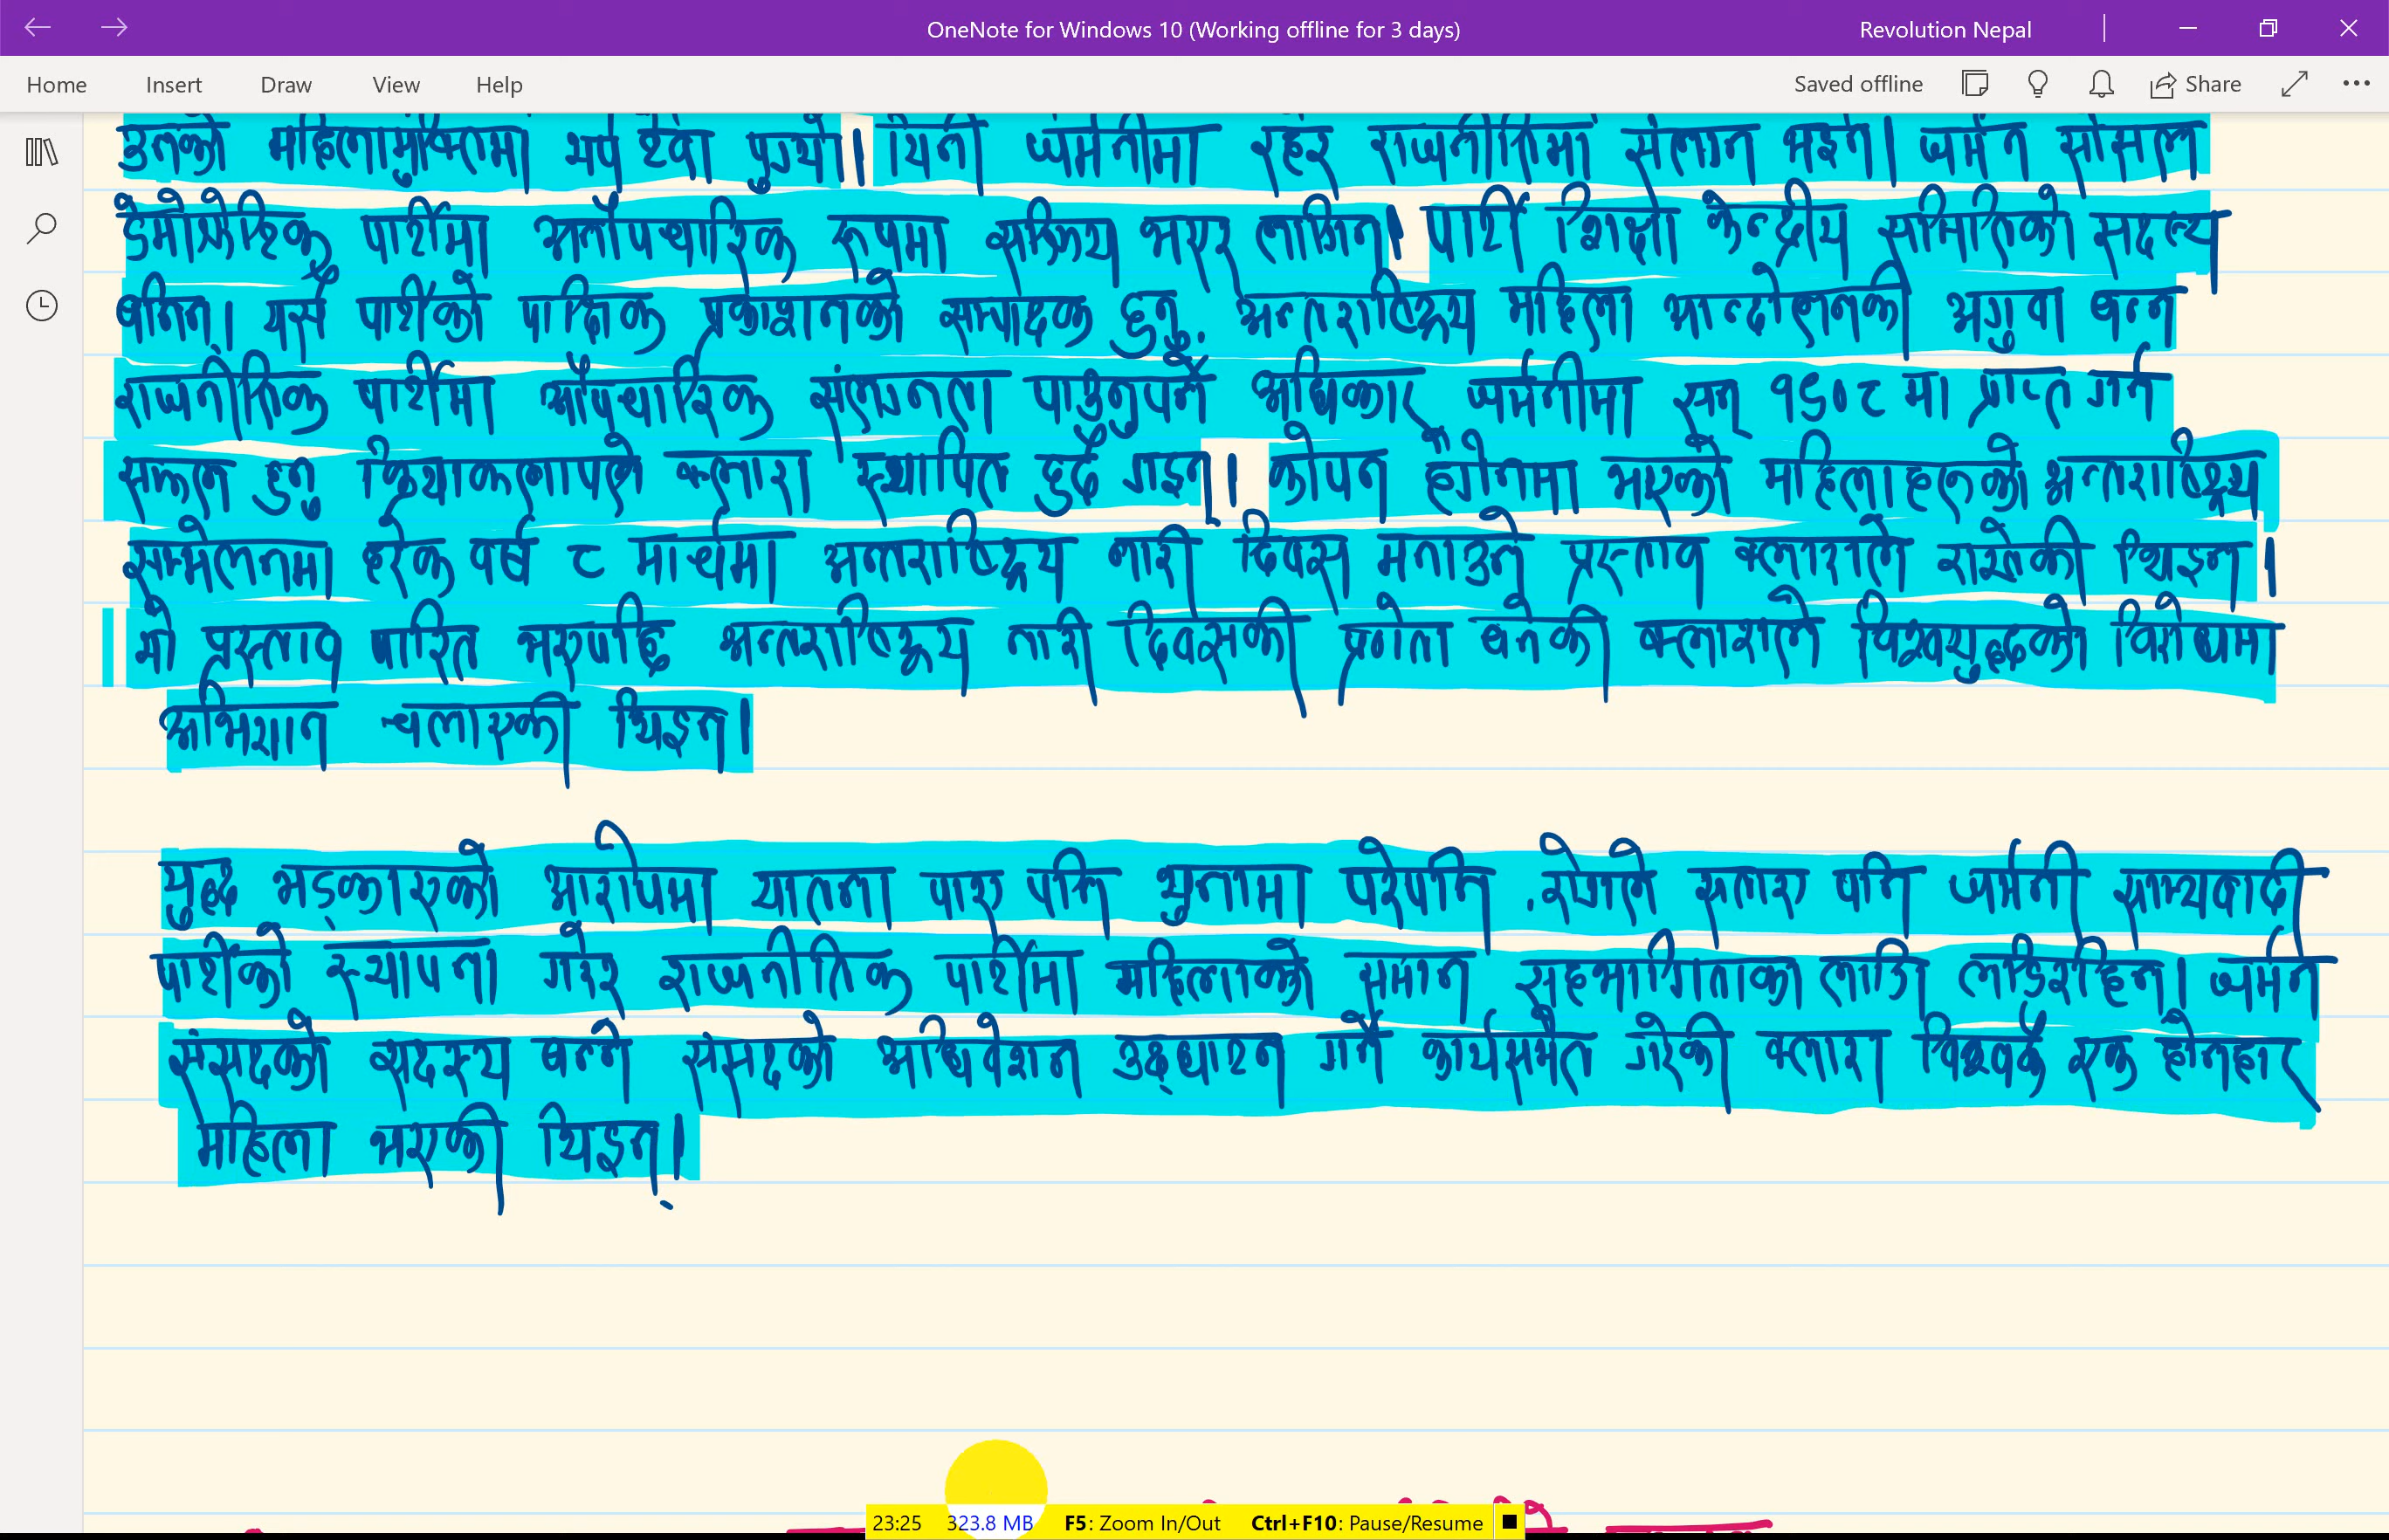 OneNote for Windows 10 (Working offline for 3 days) Revolution Nepal
Home Insert Draw View Help Saved offline Share
उनको महिलामुक्तिमा भर्प श्वा पुग्यो। यिनी जर्मनीमा रहेर राजनीतिमा संलग्न भइन्। जर्मन सोसल
डेमोक्रेटिक पार्टीमा अनौपचारिक रूपमा सक्रिय भएर लागिन्। पार्टी शिक्षा केन्द्रीय समितिको सदस्य
बनिन्। यसै पार्टीको पाक्षिक प्रकाशनको सम्पादक हुनु, अन्तराष्ट्रिय महिला आन्दोलनकी अगुवा बन्न
राजनीतिक पार्टीमा औपचारिक संलग्नता पाउनुपर्ने अधिकार जर्मनीमा सन् १९०८ मा प्राप्त गर्न
सफल हुनु क्रियाकलापले क्लारा स्थापित हुदै गइन्। कोपन हेगनमा भएको महिलाहरुको अन्तराष्ट्रिय
सम्मेलनमा हरेक वर्ष ८ मार्चमा अन्तराष्ट्रिय नारी दिवस मनाउने प्रस्ताव क्लाराले राखेकी थिइन्।
यो प्रस्ताव पारित भएपछि अन्तराष्ट्रिय नारी दिवसकी प्रणेता बनेकी क्लाराले विश्वयुद्दको विरोधमा
अभियान चलाएकी थिइन्।
युद्द भड्काएको आरोपमा यातना पाए पनि थुनामा परेपनि रोगले सताए पनि जर्मनी साम्यवादी
पार्टीको स्थापना गरेर राजनीतिक पार्टीमा महिलाको समान सहभागिताका लागि लडिरहिन्। जर्मन
संसदको सदस्य बन्ने संसदको अधिवेशन उद्घाटन गर्ने कार्यसमेत गरेकी क्लारा विश्वकै एक होनहार
महिला भएकी थिइन्।
23:25 323.8 MB F5: Zoom In/Out Ctrl+F10: Pause/Resume